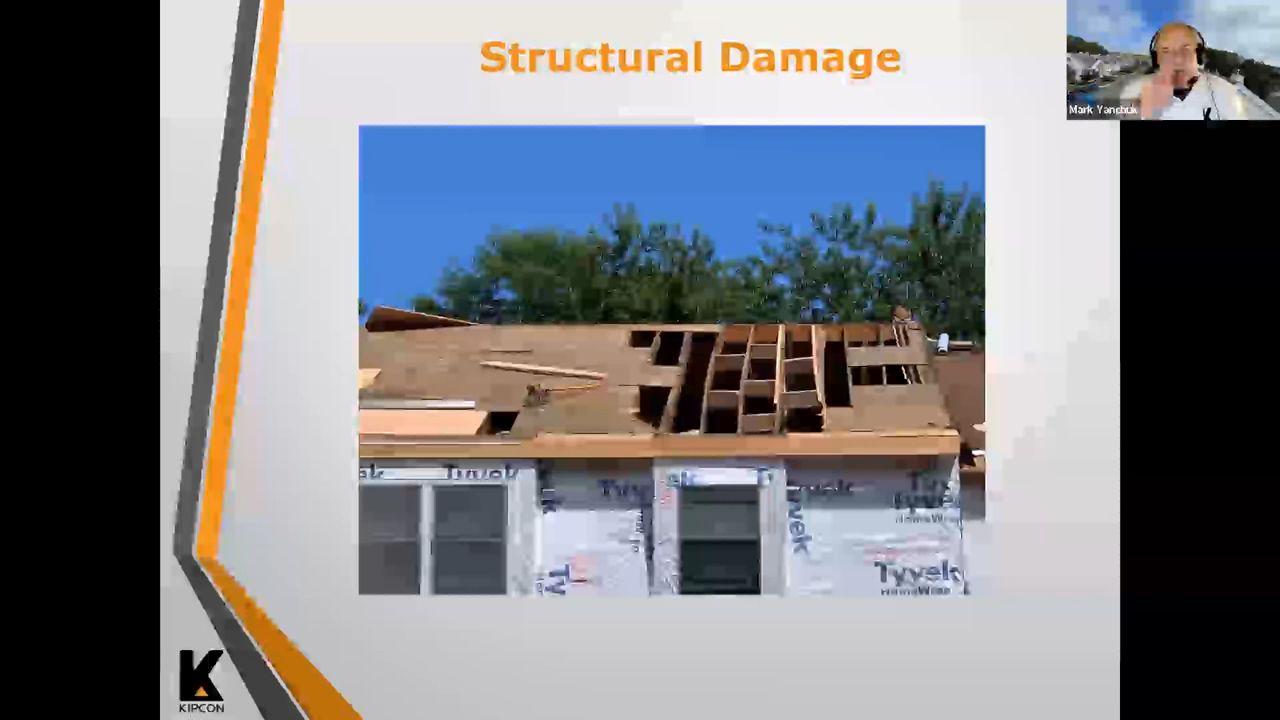 Structural Damage
Mark Yanchuk
Tyvek
Tyvek
Tyvek
Tyvek
HomeWrap
KIPCON